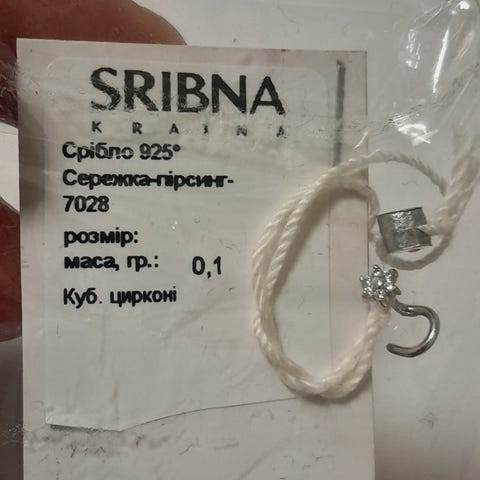 SRIBNA
KRAINA
Срібло 925°
Сережка-пірсинг-
7028
розмір:
маса, гр.: 0,1
Куб. цирконі